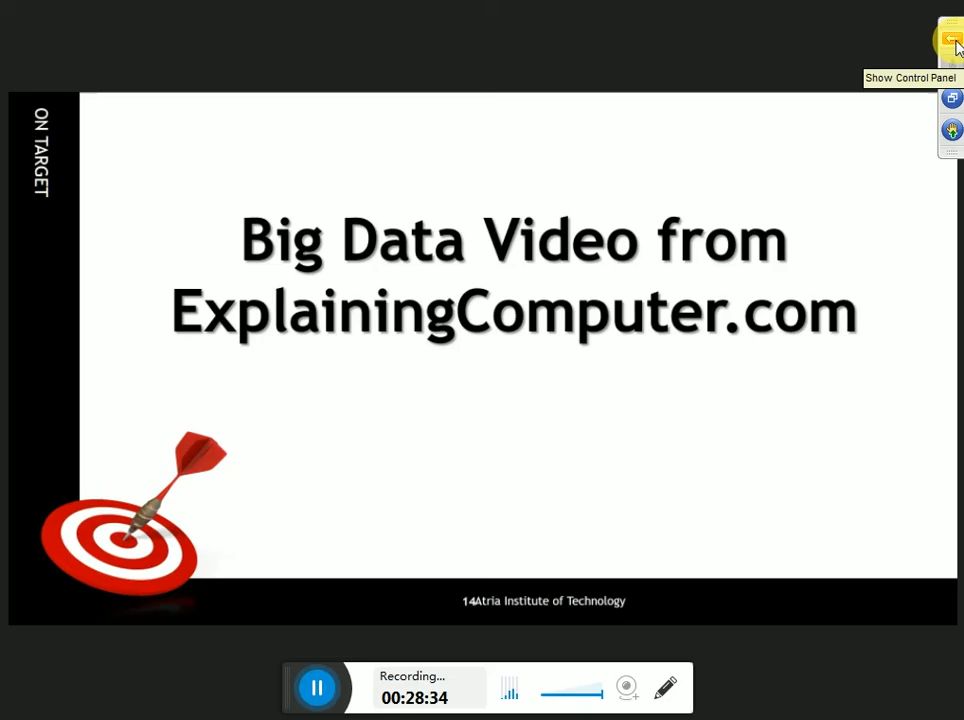 Show Control Panel
ON TARGET
Big Data Video from
ExplainingComputer.com
14Atria Institute of Technology
Recording...
00:28:34